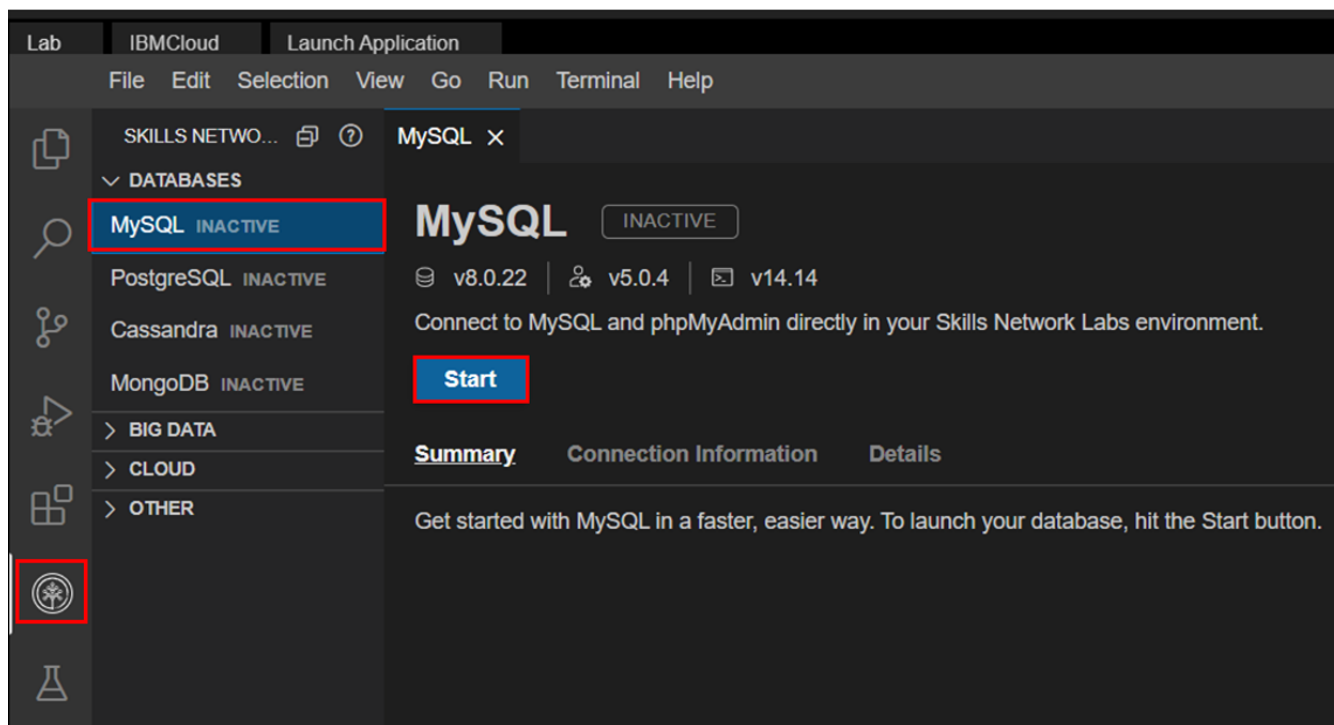 Lab IBMCloud Launch Application
File Edit Selection View Go Run Terminal Help
SKILLS NETWO...
DATABASES
MySQL INACTIVE
PostgreSQL INACTIVE
Cassandra INACTIVE
MongoDB INACTIVE
BIG DATA
CLOUD
OTHER
MySQL
MySQL INACTIVE
v8.0.22 v5.0.4 v14.14
Connect to MySQL and phpMyAdmin directly in your Skills Network Labs environment.
Start
Summary Connection Information Details
Get started with MySQL in a faster, easier way. To launch your database, hit the Start button.